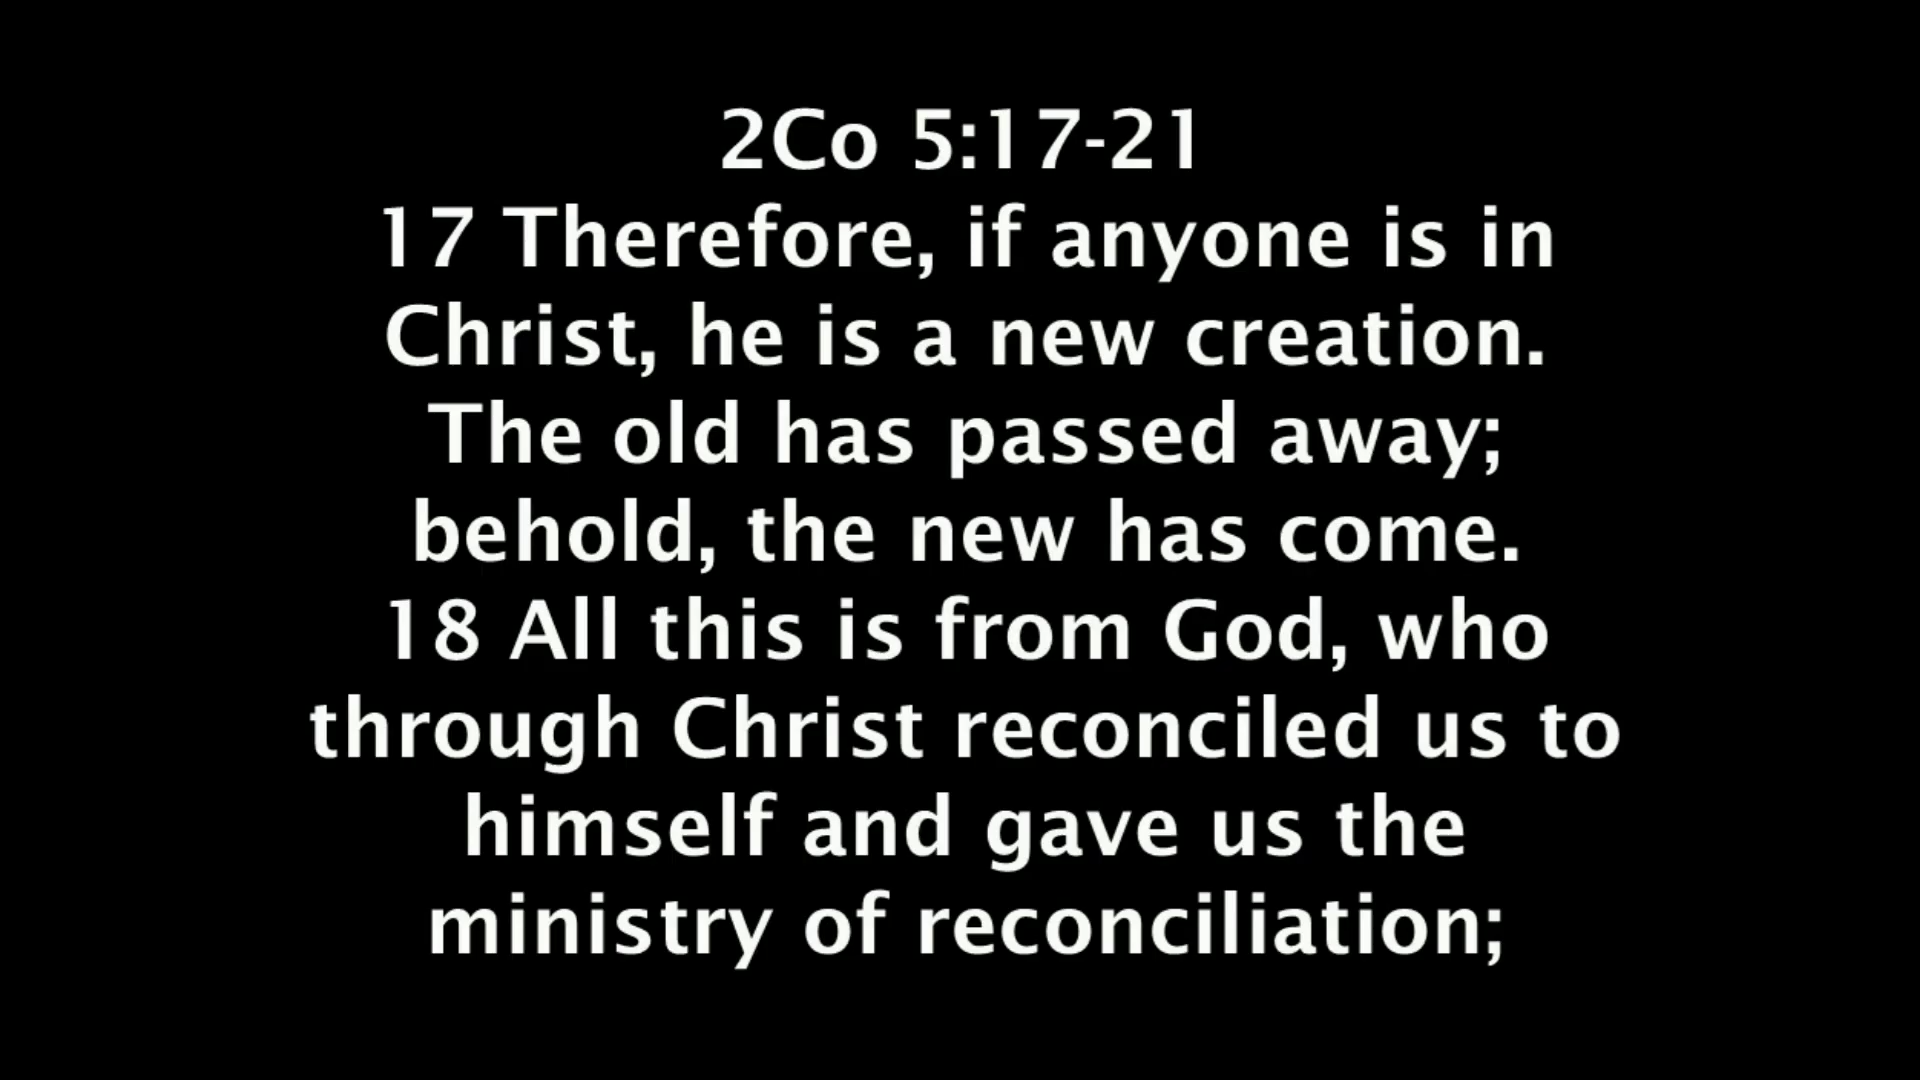 2Co 5:17-21
17 Therefore, if anyone is in
Christ, he is a new creation.
The old has passed away;
behold, the new has come.
18 All this is from God, who
through Christ reconciled us to
himself and gave us the
ministry of reconciliation;